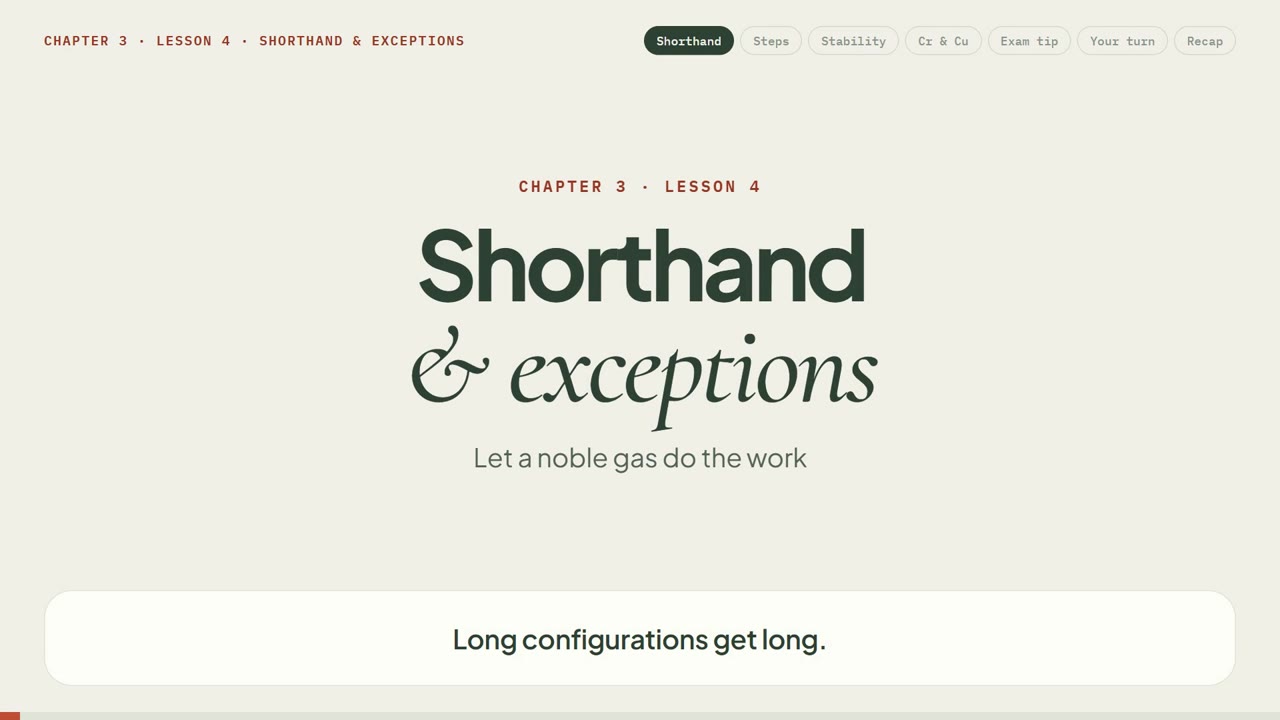 CHAPTER 3 · LESSON 4 · SHORTHAND & EXCEPTIONS
Shorthand
Steps
Stability
Cr & Cu
Exam tip
Your turn
Recap
CHAPTER 3 · LESSON 4
Shorthand
& exceptions
Let a noble gas do the work
Long configurations get long.